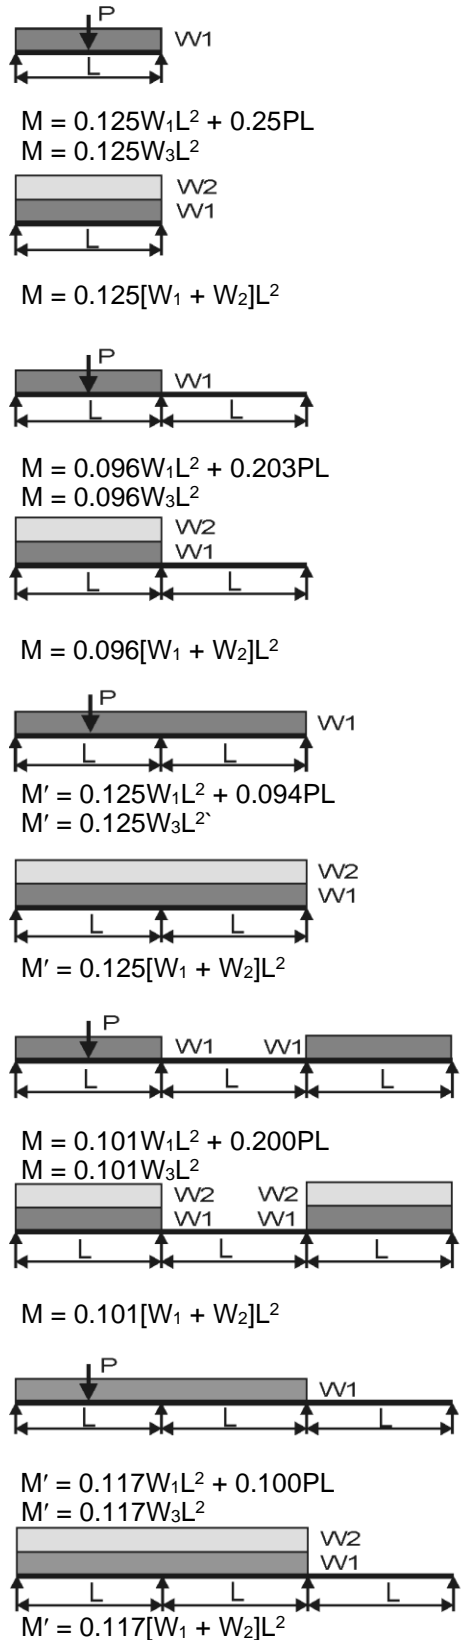 P
W1
L
M = 0.125W₁L² + 0.25PL
M = 0.125W₃L²
W2
W1
L
M = 0.125[W₁ + W₂]L²
P
W1
L L
M = 0.096W₁L² + 0.203PL
M = 0.096W₃L²
W2
W1
L L
M = 0.096[W₁ + W₂]L²
P
W1
L L
M′ = 0.125W₁L² + 0.094PL
M′ = 0.125W₃L²`
W2
W1
L L
M′ = 0.125[W₁ + W₂]L²
P
W1 W1
L L L
M = 0.101W₁L² + 0.200PL
M = 0.101W₃L²
W2 W2
W1 W1
L L L
M = 0.101[W₁ + W₂]L²
P
W1
L L L
M′ = 0.117W₁L² + 0.100PL
M′ = 0.117W₃L²
W2
W1
L L L
M′ = 0.117[W₁ + W₂]L²